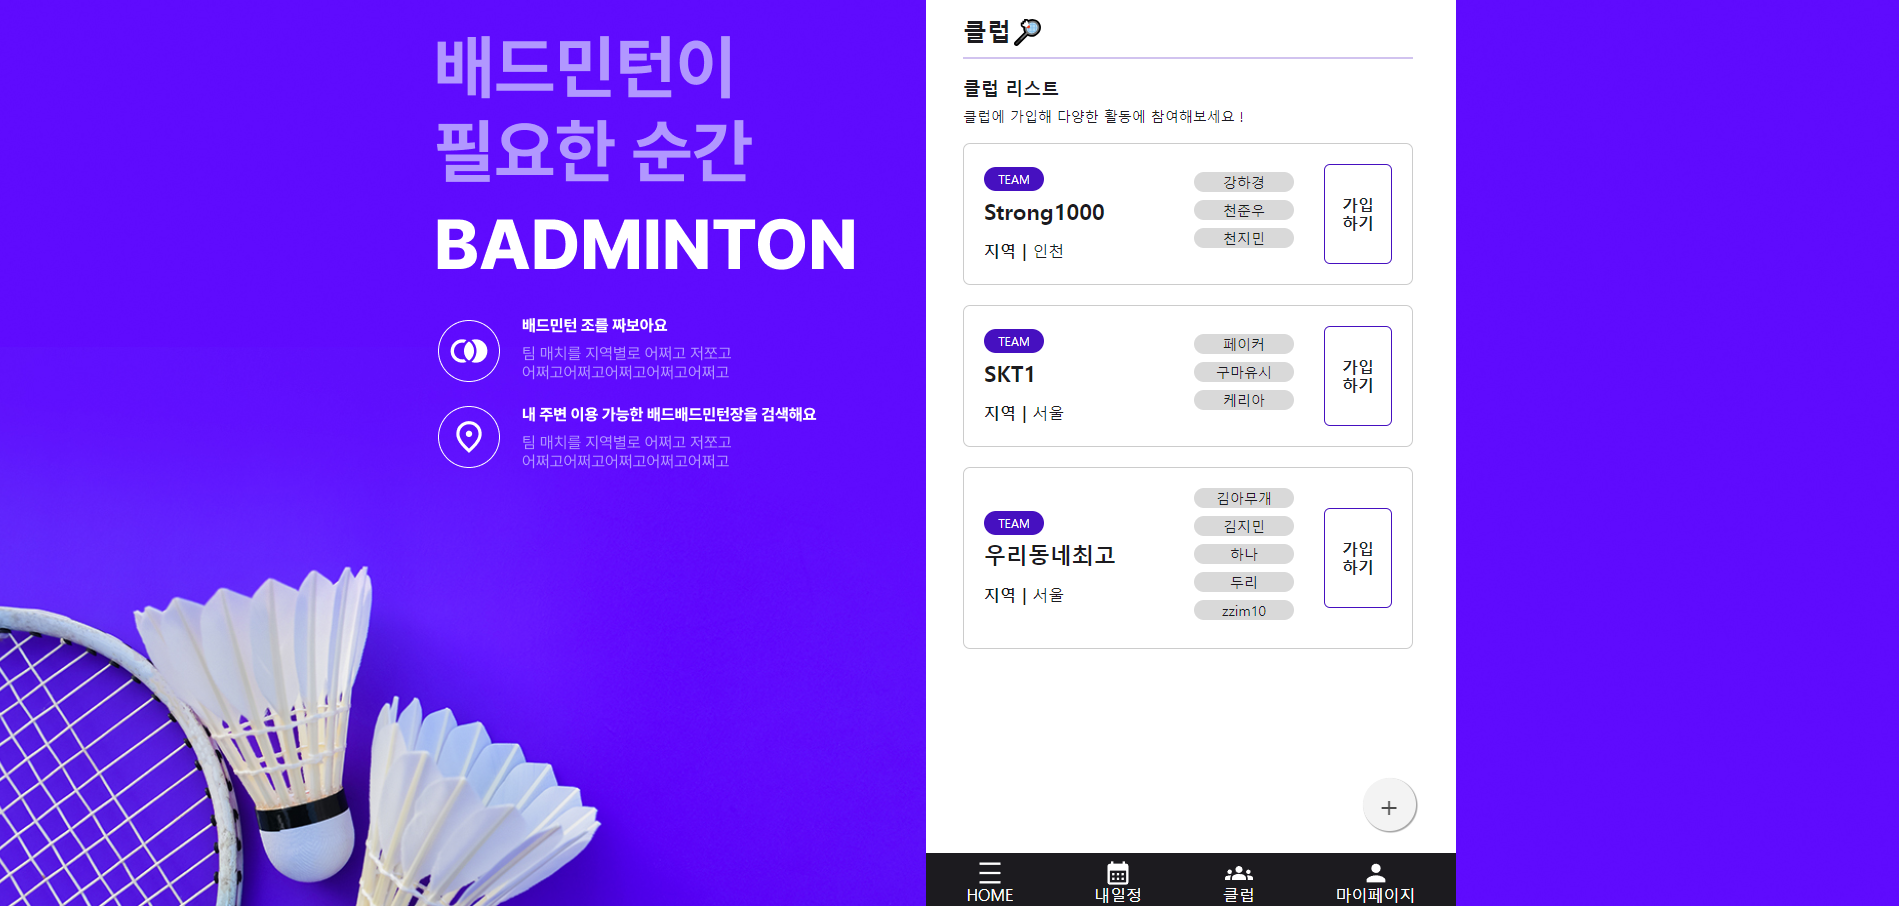 배드민턴이
필요한 순간
BADMINTON
배드민턴 조를 짜보아요
팀 매치를 지역별로 어쩌고 저쪼고
어쩌고어쩌고어쩌고어쩌고어쩌고
내 주변 이용 가능한 배드배드민턴장을 검색해요
팀 매치를 지역별로 어쩌고 저쪼고
어쩌고어쩌고어쩌고어쩌고어쩌고
클럽
클럽 리스트
클럽에 가입해 다양한 활동에 참여해보세요 !
TEAM
Strong1000
지역 | 인천
강하경
천준우
천지민
가입
하기
TEAM
SKT1
지역 | 서울
페이커
구마유시
케리아
가입
하기
TEAM
우리동네최고
지역 | 서울
김아무개
김지민
하나
두리
zzim10
가입
하기
+
HOME
내일정
클럽
마이페이지